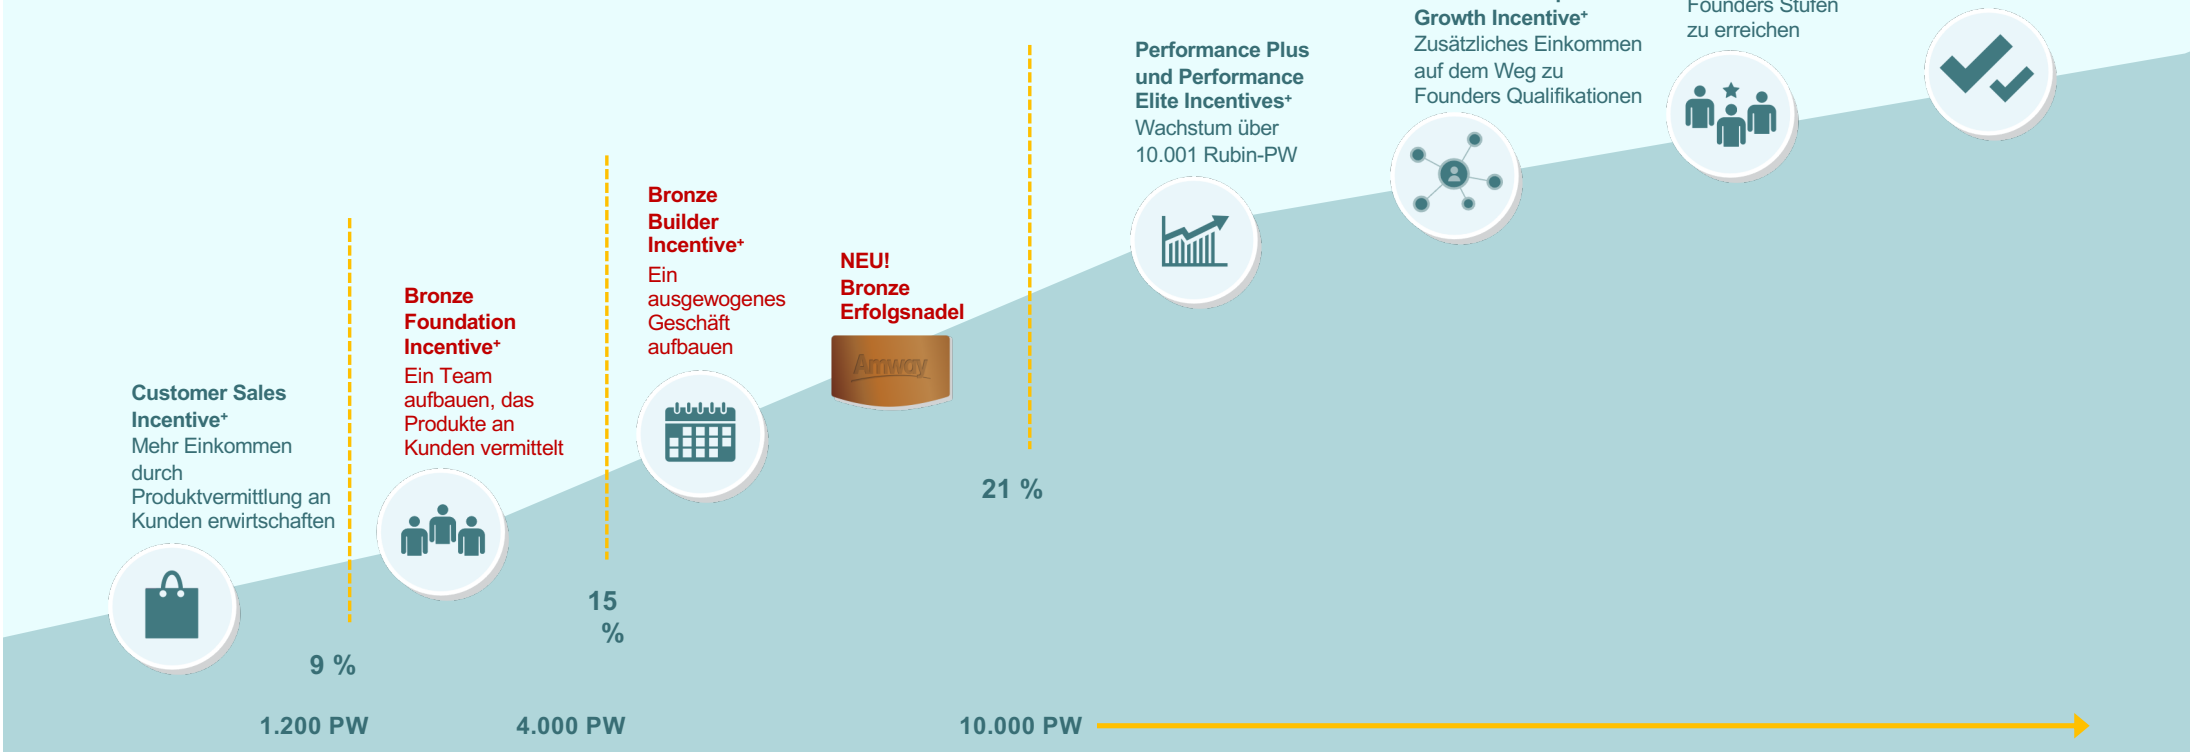 Customer Sales
Incentive⁺
Mehr Einkommen
durch
Produktvermittlung an
Kunden erwirtschaften
Bronze
Foundation
Incentive⁺
Ein Team
aufbauen, das
Produkte an
Kunden vermittelt
Bronze
Builder
Incentive⁺
Ein
ausgewogenes
Geschäft
aufbauen
NEU!
Bronze
Erfolgsnadel
Amway
Performance Plus
und Performance
Elite Incentives⁺
Wachstum über
10.001 Rubin-PW
Growth Incentive⁺
Zusätzliches Einkommen
auf dem Weg zu
Founders Qualifikationen
Founders Stufen
zu erreichen
9 %
15
%
21 %
1.200 PW
4.000 PW
10.000 PW